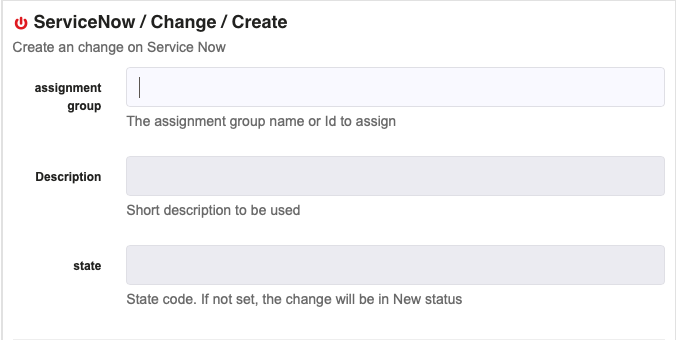 ServiceNow / Change / Create
Create an change on Service Now
assignment
group
The assignment group name or Id to assign
Description
Short description to be used
state
State code. If not set, the change will be in New status